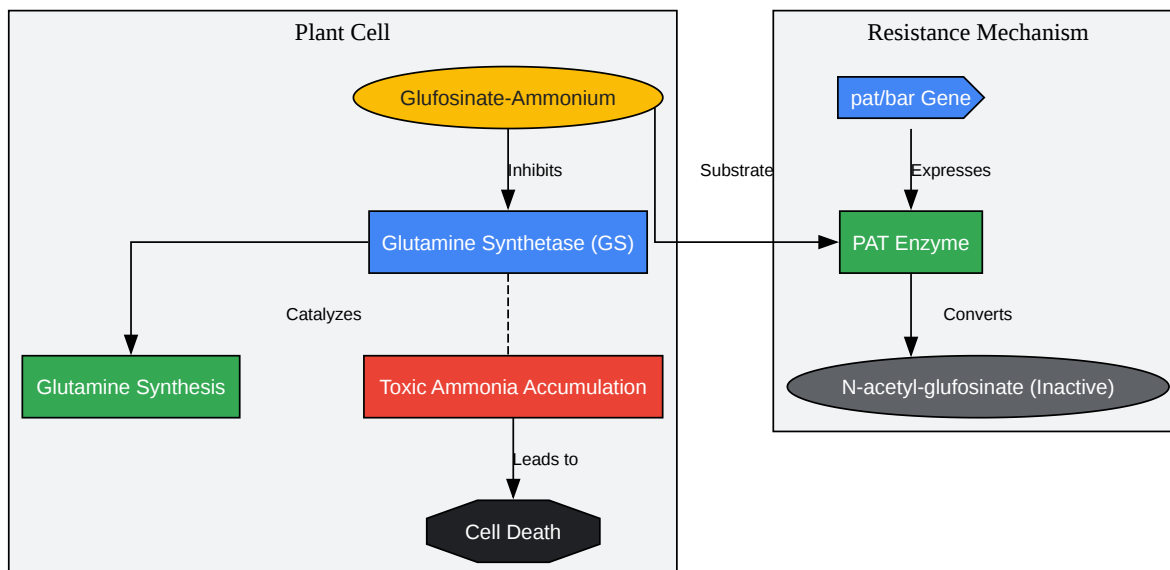 Plant Cell
Resistance Mechanism
Glufosinate-Ammonium
pat/bar Gene
Inhibits
Substrate
Expresses
Glutamine Synthetase (GS)
PAT Enzyme
Catalyzes
Converts
Glutamine Synthesis
Toxic Ammonia Accumulation
N-acetyl-glufosinate (Inactive)
Leads to
Cell Death